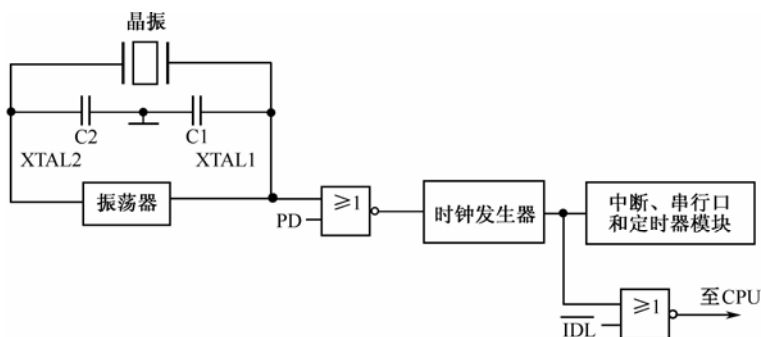 晶振
C2
C1
XTAL2
XTAL1
振荡器
PD
≥1
时钟发生器
中断、串行口
和定时器模块
≥1
IDL
至CPU